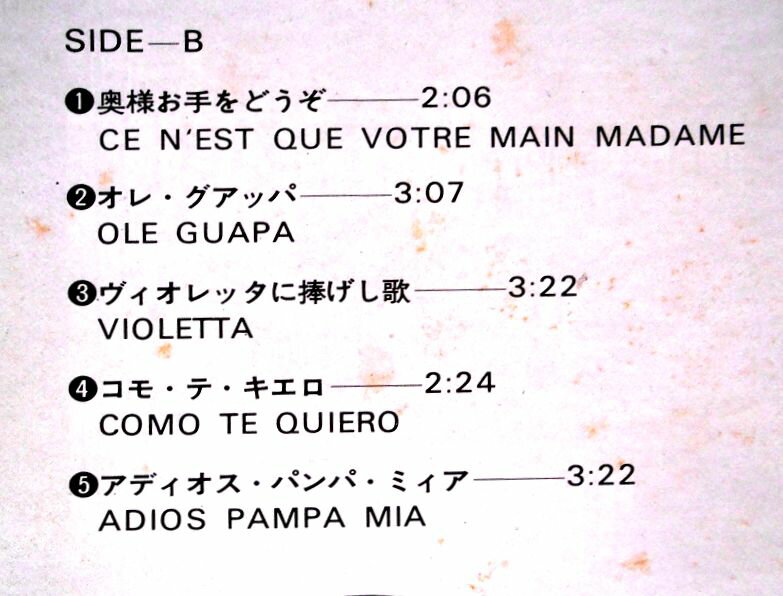 SIDE—B
❶奥様お手をどうぞ———2:06
CE N'EST QUE VOTRE MAIN MADAME
❷オレ・グアッパ———3:07
OLE GUAPA
❸ヴィオレッタに捧げし歌———3:22
VIOLETTA
❹コモ・テ・キエロ———2:24
COMO TE QUIERO
❺アディオス・パンパ・ミィア———3:22
ADIOS PAMPA MIA